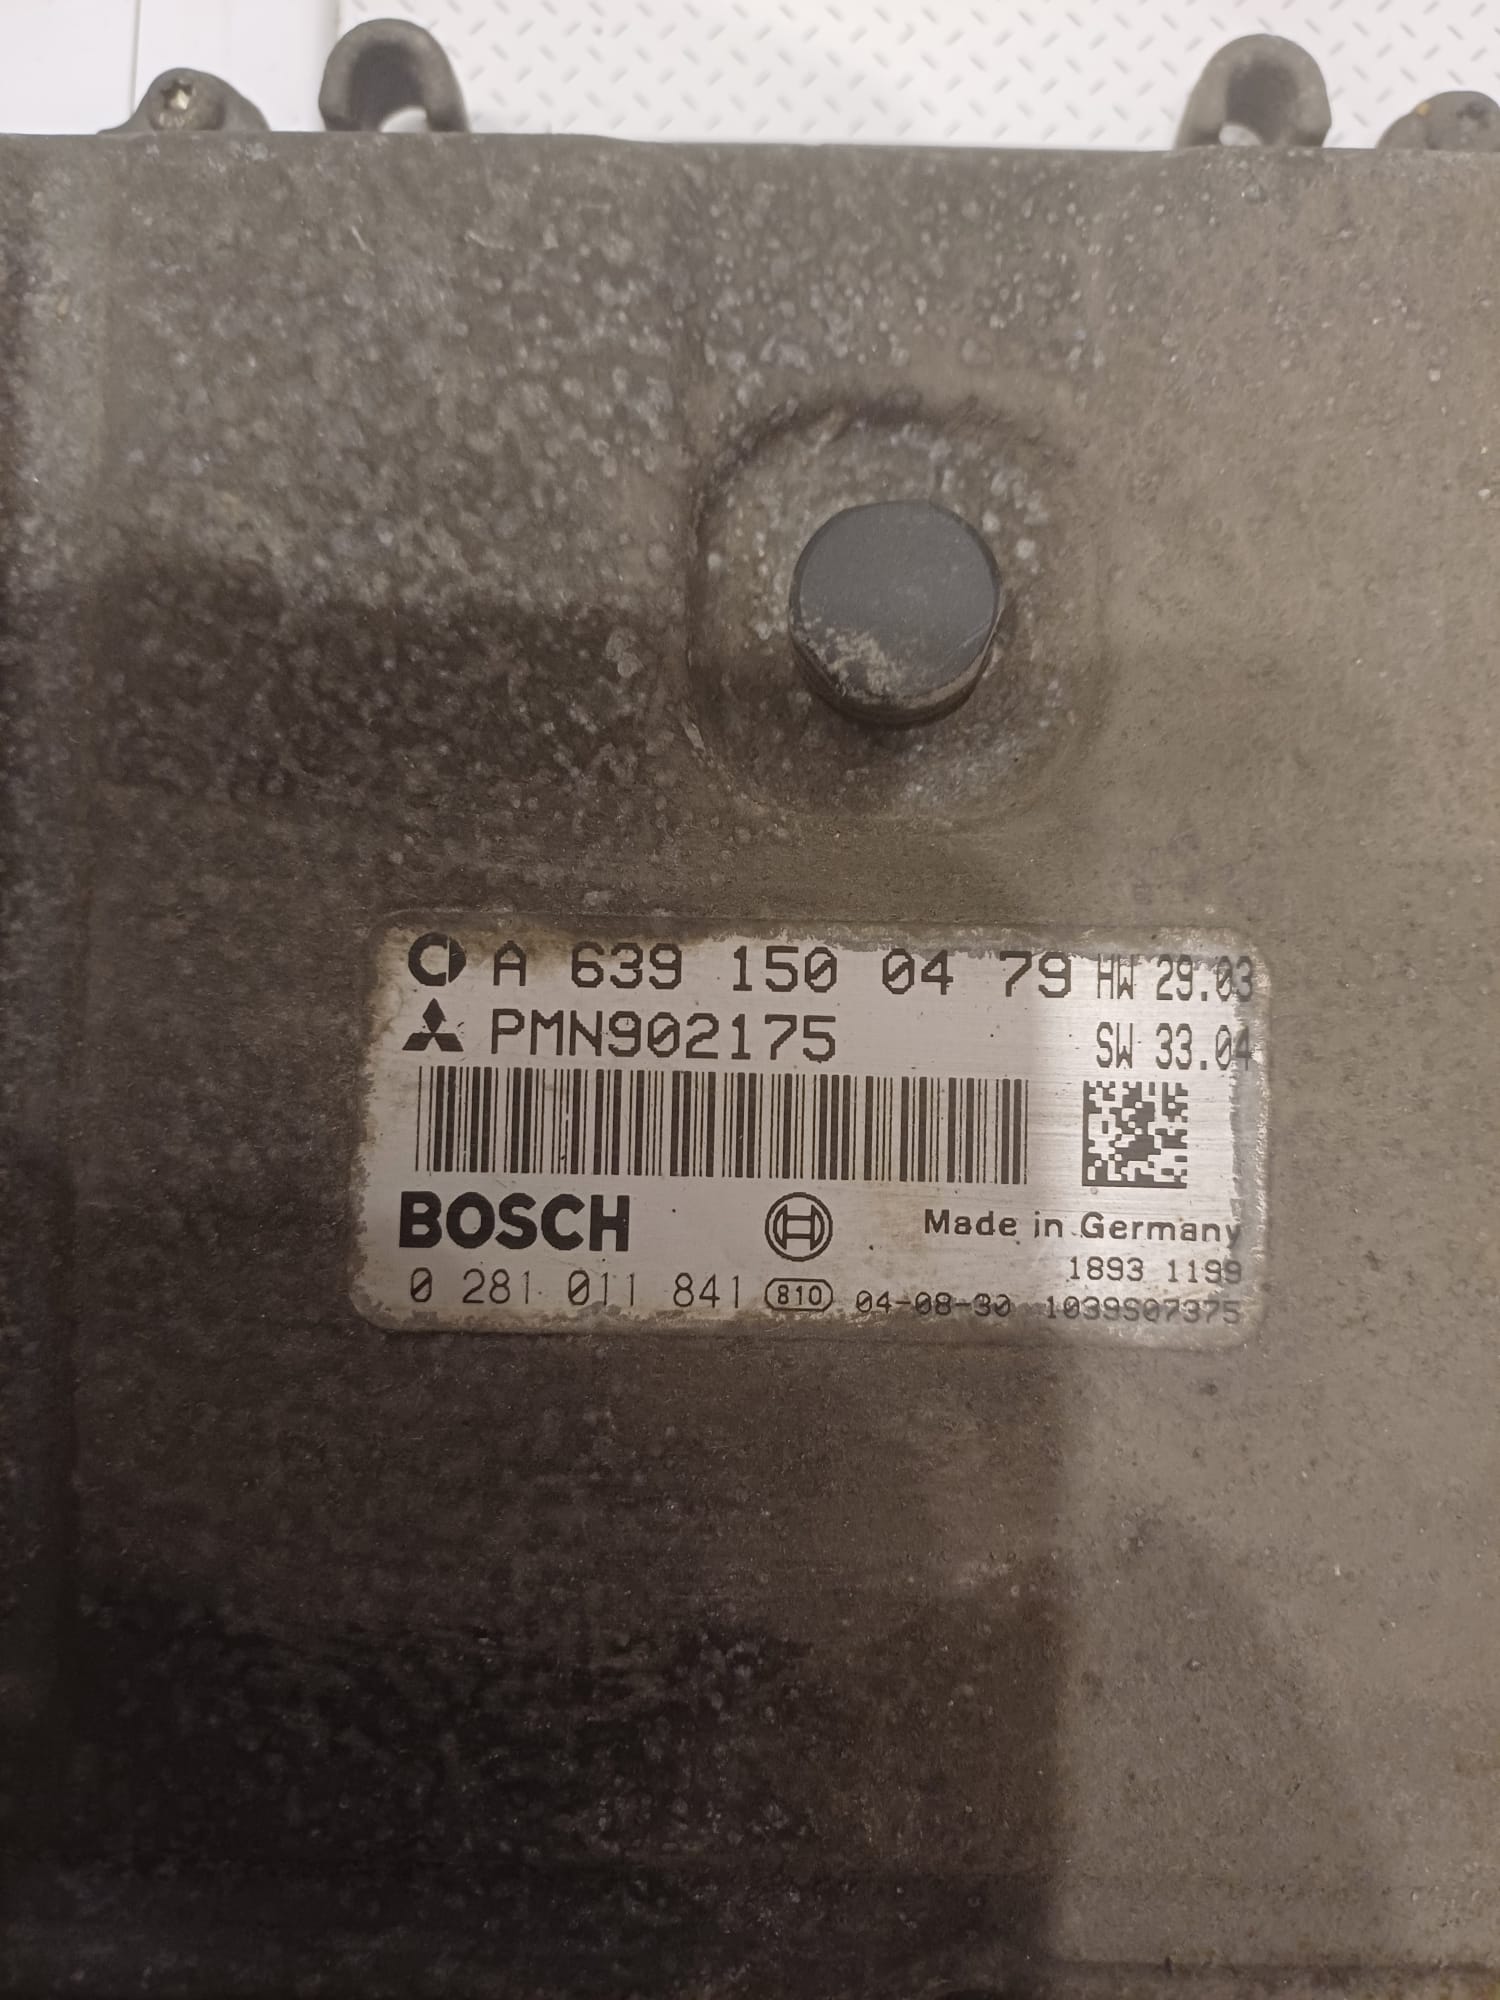 A 639 150 04 79 HW 29.03
PMN902175 SW 33.04
BOSCH Made in Germany
1893 1199
0 281 011 841 810 04-08-30 1039S07375